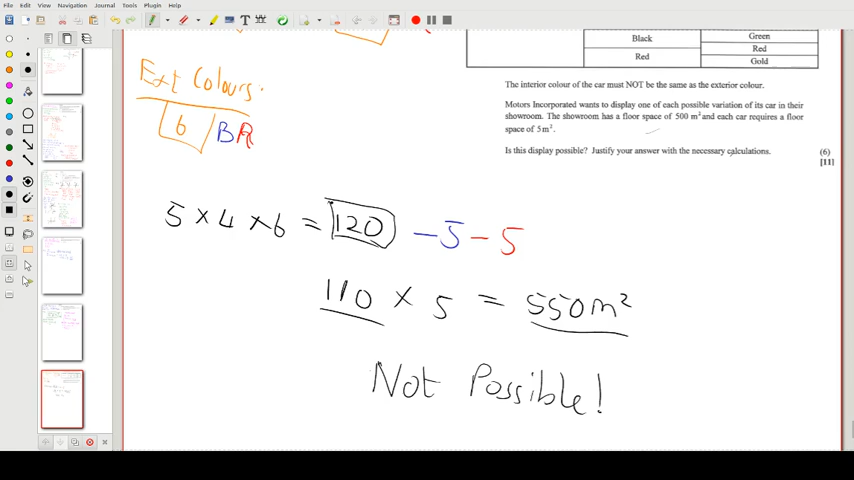 File Edit View Navigation Journal Tools Plugin Help
Green
Black
Red
Red
Gold
Ext Colours:
6 B R
The interior colour of the car must NOT be the same as the exterior colour.
Motors Incorporated wants to display one of each possible variation of its car in their
showroom. The showroom has a floor space of 500 m² and each car requires a floor
space of 5m².
Is this display possible? Justify your answer with the necessary calculations.
(6)
[11]
5 × 4 × 6 = 120 - 5 - 5
110 × 5 = 550m²
Not Possible!